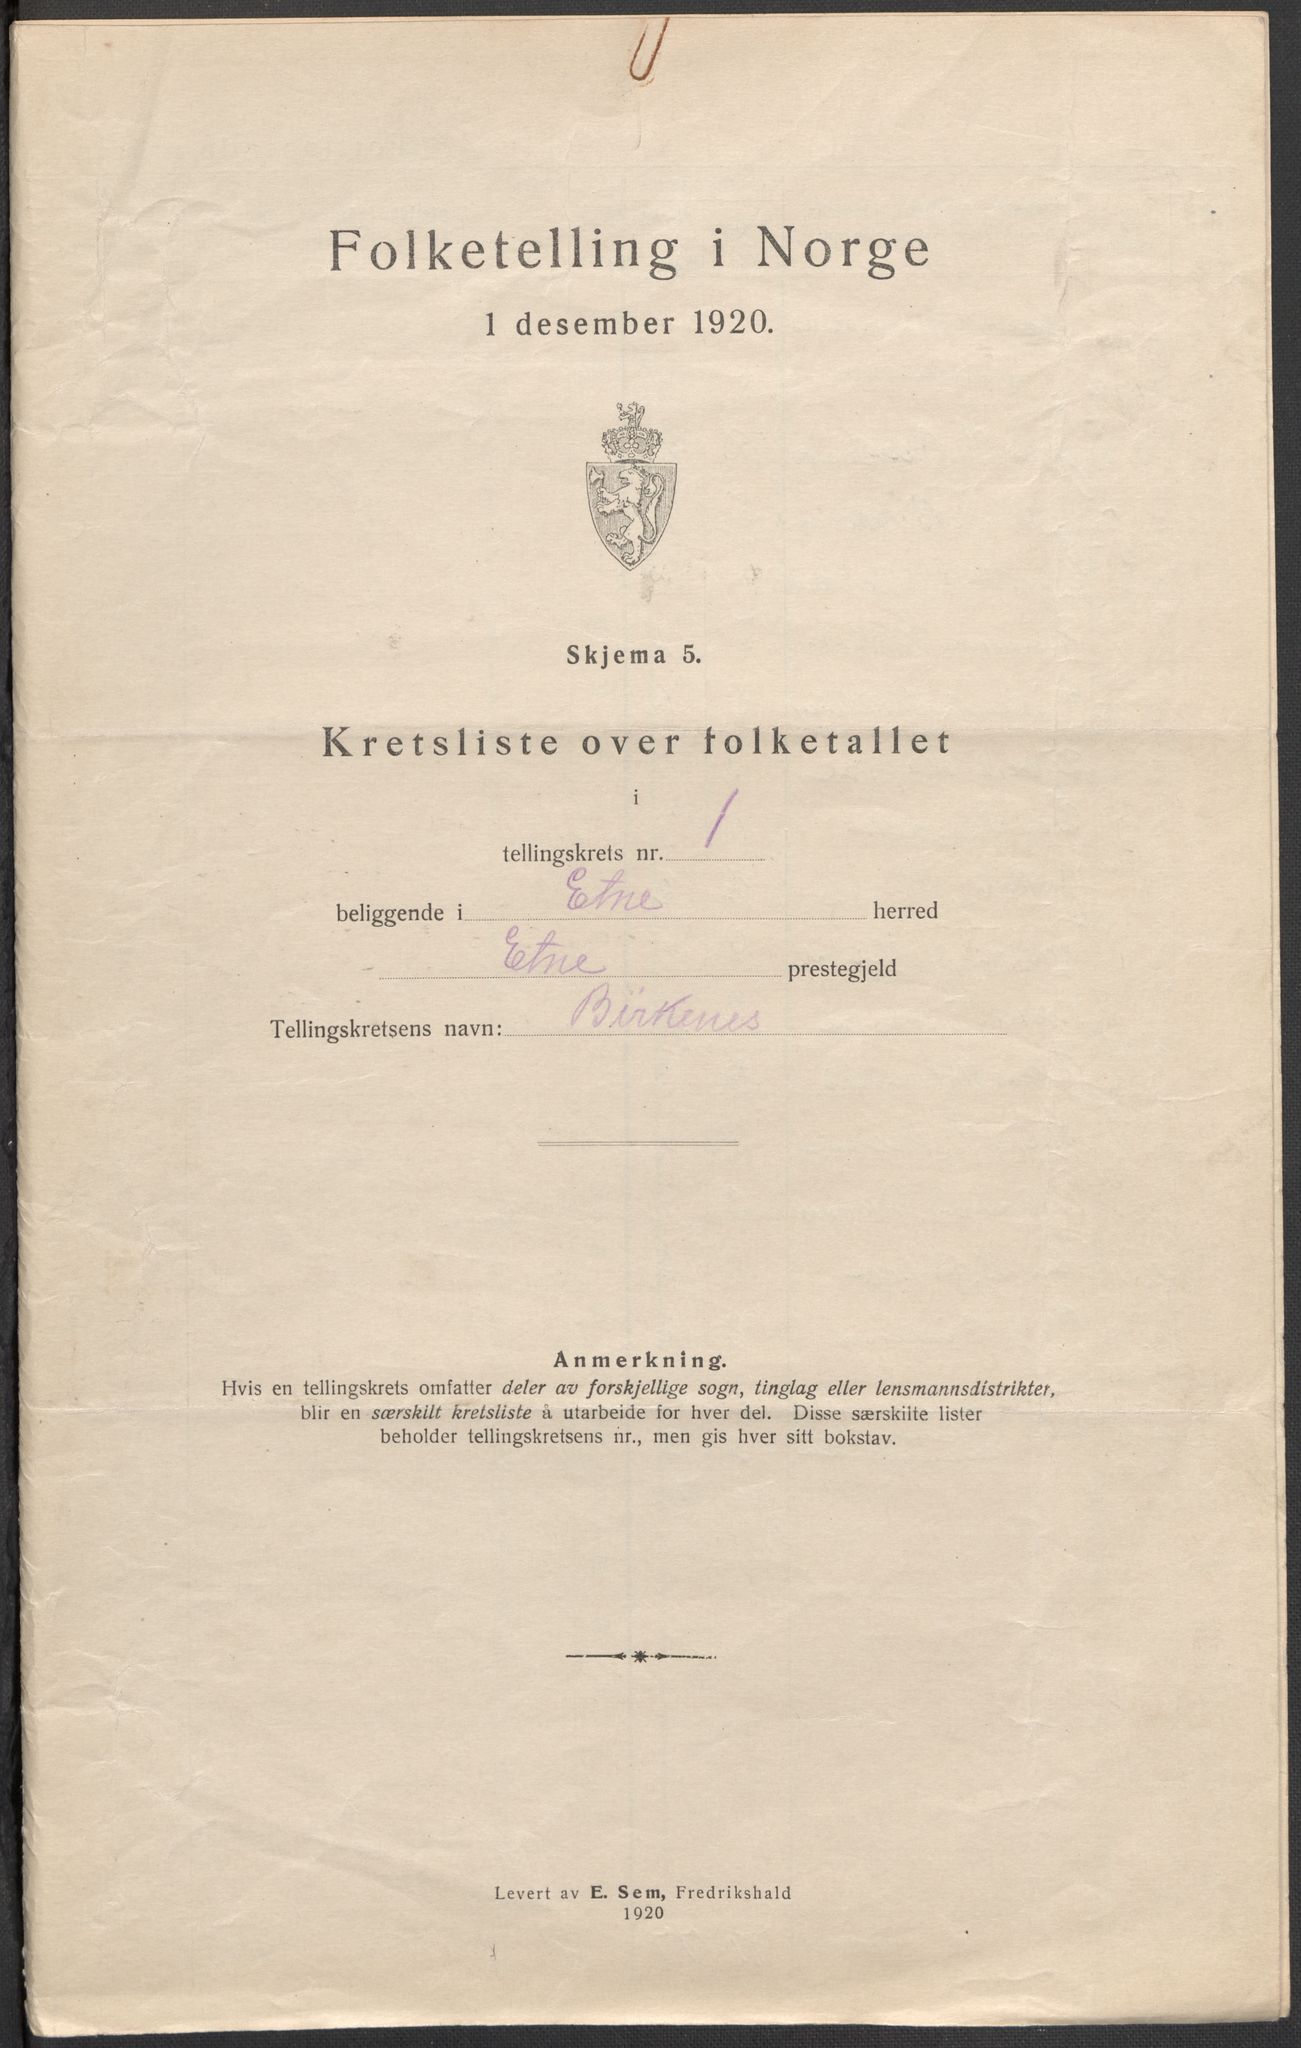 Folketelling i Norge
1 desember 1920.
Skjema 5.
Kretsliste over folketallet
i
tellingskrets nr. 1
beliggende i Etne herred
Etne prestegjeld
Tellingskretsens navn: Birkenes
Anmerkning.
Hvis en tellingskrets omfatter deler av forskjellige sogn, tinglag eller lensmannsdistrikter,
blir en særskilt kretsliste å utarbeide for hver del. Disse særskilte lister
beholder tellingskretsens nr., men gis hver sitt bokstav.
Levert av E. Sem, Fredrikshald
1920